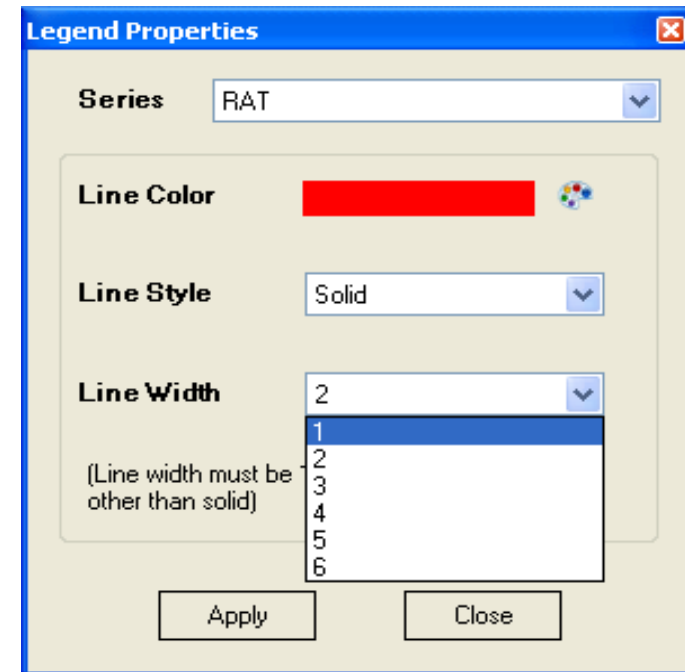 Legend Properties
Series RAT
Line Color
Line Style Solid
Line Width 2
1
2
3
4
5
6
(Line width must be
other than solid)
Apply Close